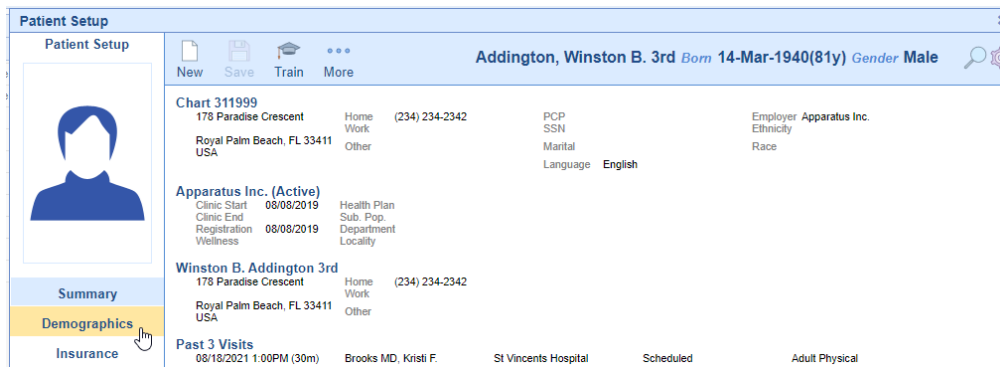 Patient Setup
Patient Setup
New Save Train More
Addington, Winston B. 3rd Born 14-Mar-1940(81y) Gender Male
Chart 311999
178 Paradise Crescent Home (234) 234-2342 PCP Employer Apparatus Inc.
Work SSN Ethnicity
Royal Palm Beach, FL 33411 Other Marital Race
USA
Language English
Apparatus Inc. (Active)
Clinic Start 08/08/2019 Health Plan
Clinic End Sub. Pop.
Registration 08/08/2019 Department
Wellness Locality
Winston B. Addington 3rd
178 Paradise Crescent Home (234) 234-2342
Work
Royal Palm Beach, FL 33411 Other
USA
Summary
Demographics
Insurance
Past 3 Visits
08/18/2021 1:00PM (30m) Brooks MD, Kristi F. St Vincents Hospital Scheduled Adult Physical